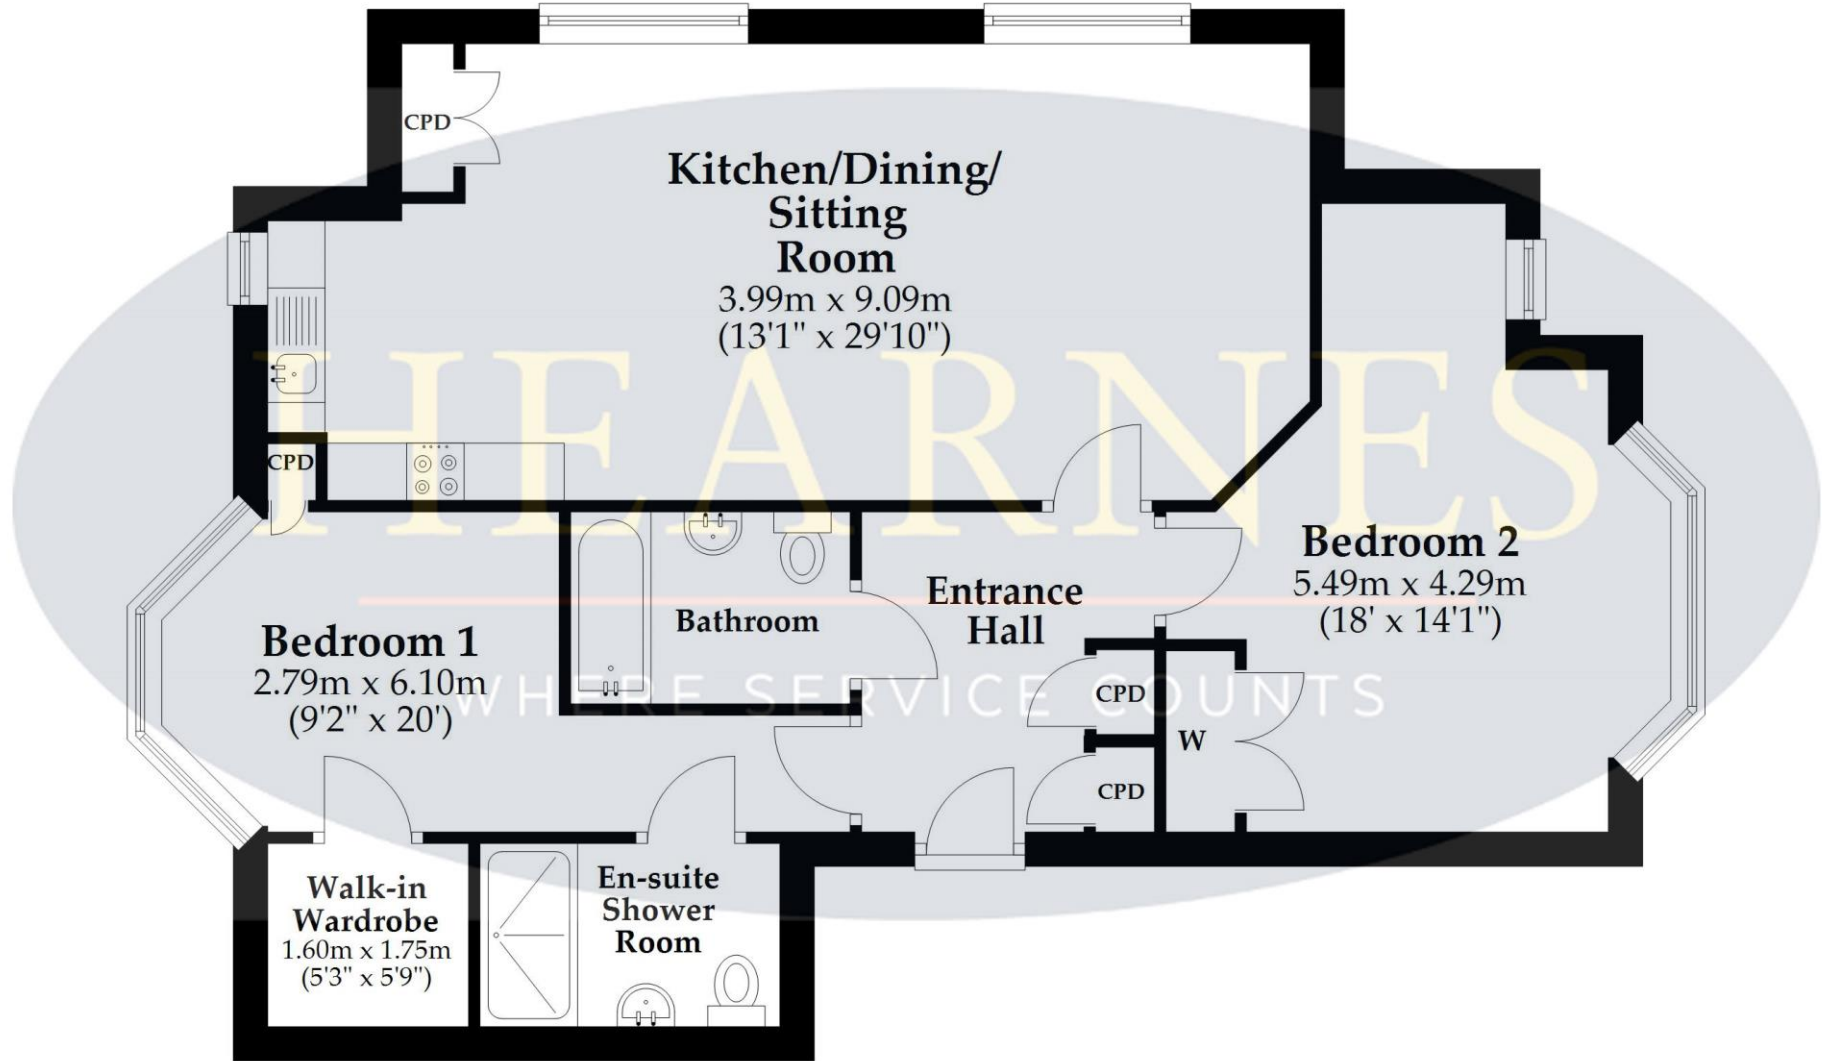 CPD
Kitchen/Dining/
Sitting
Room
3.99m x 9.09m
(13'1" x 29'10")
HEARNES
CPD
Bedroom 2
5.49m x 4.29m
(18' x 14'1")
Entrance
Hall
Bathroom
Bedroom 1
2.79m x 6.10m
(9'2" x 20')
WHERE SERVICE COUNTS
CPD
W
CPD
Walk-in
Wardrobe
1.60m x 1.75m
(5'3" x 5'9")
En-suite
Shower
Room